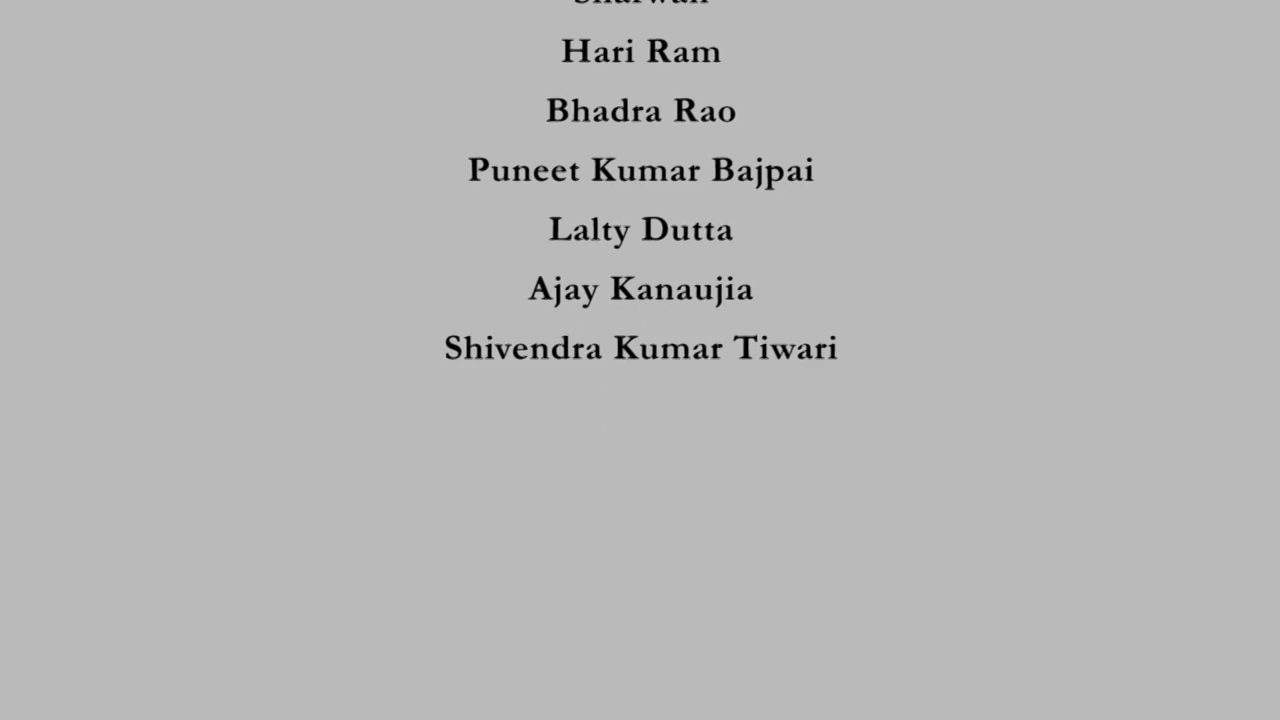 Hari Ram
Bhadra Rao
Puneet Kumar Bajpai
Lalty Dutta
Ajay Kanaujia
Shivendra Kumar Tiwari